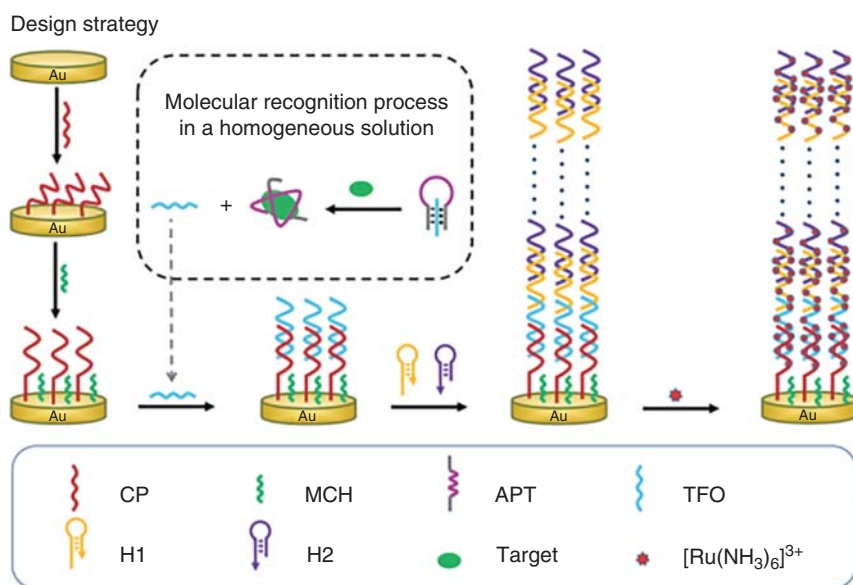 Design strategy
Au
Molecular recognition process
in a homogeneous solution
+
Au
Au
Au
Au
Au
CP
MCH
APT
TFO
H1
H2
Target
[Ru(NH₃)₆]³⁺